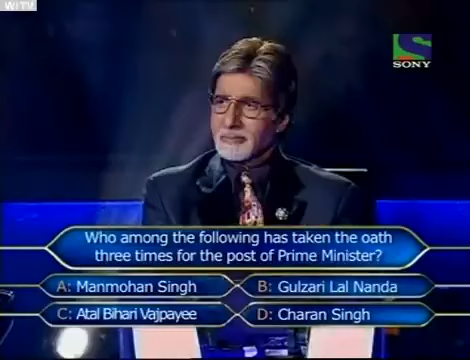 WiTV
SONY
Who among the following has taken the oath
three times for the post of Prime Minister?
A: Manmohan Singh
B: Gulzari Lal Nanda
C: Atal Bihari Vajpayee
D: Charan Singh